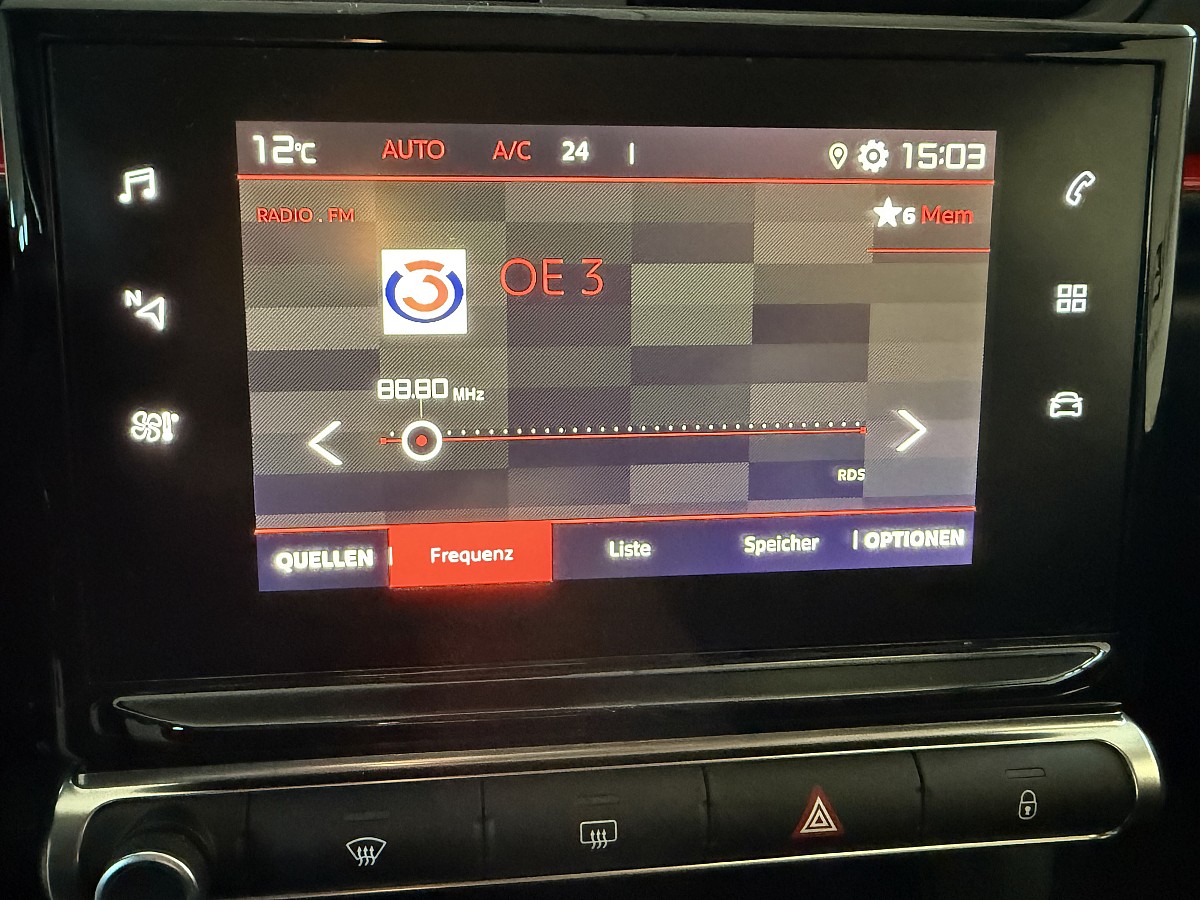 12°C AUTO A/C 24 15:03
RADIO . FM 6 Mem
3 OE 3
88.80 MHz
RDS
QUELLEN Frequenz Liste Speicher OPTIONEN
N